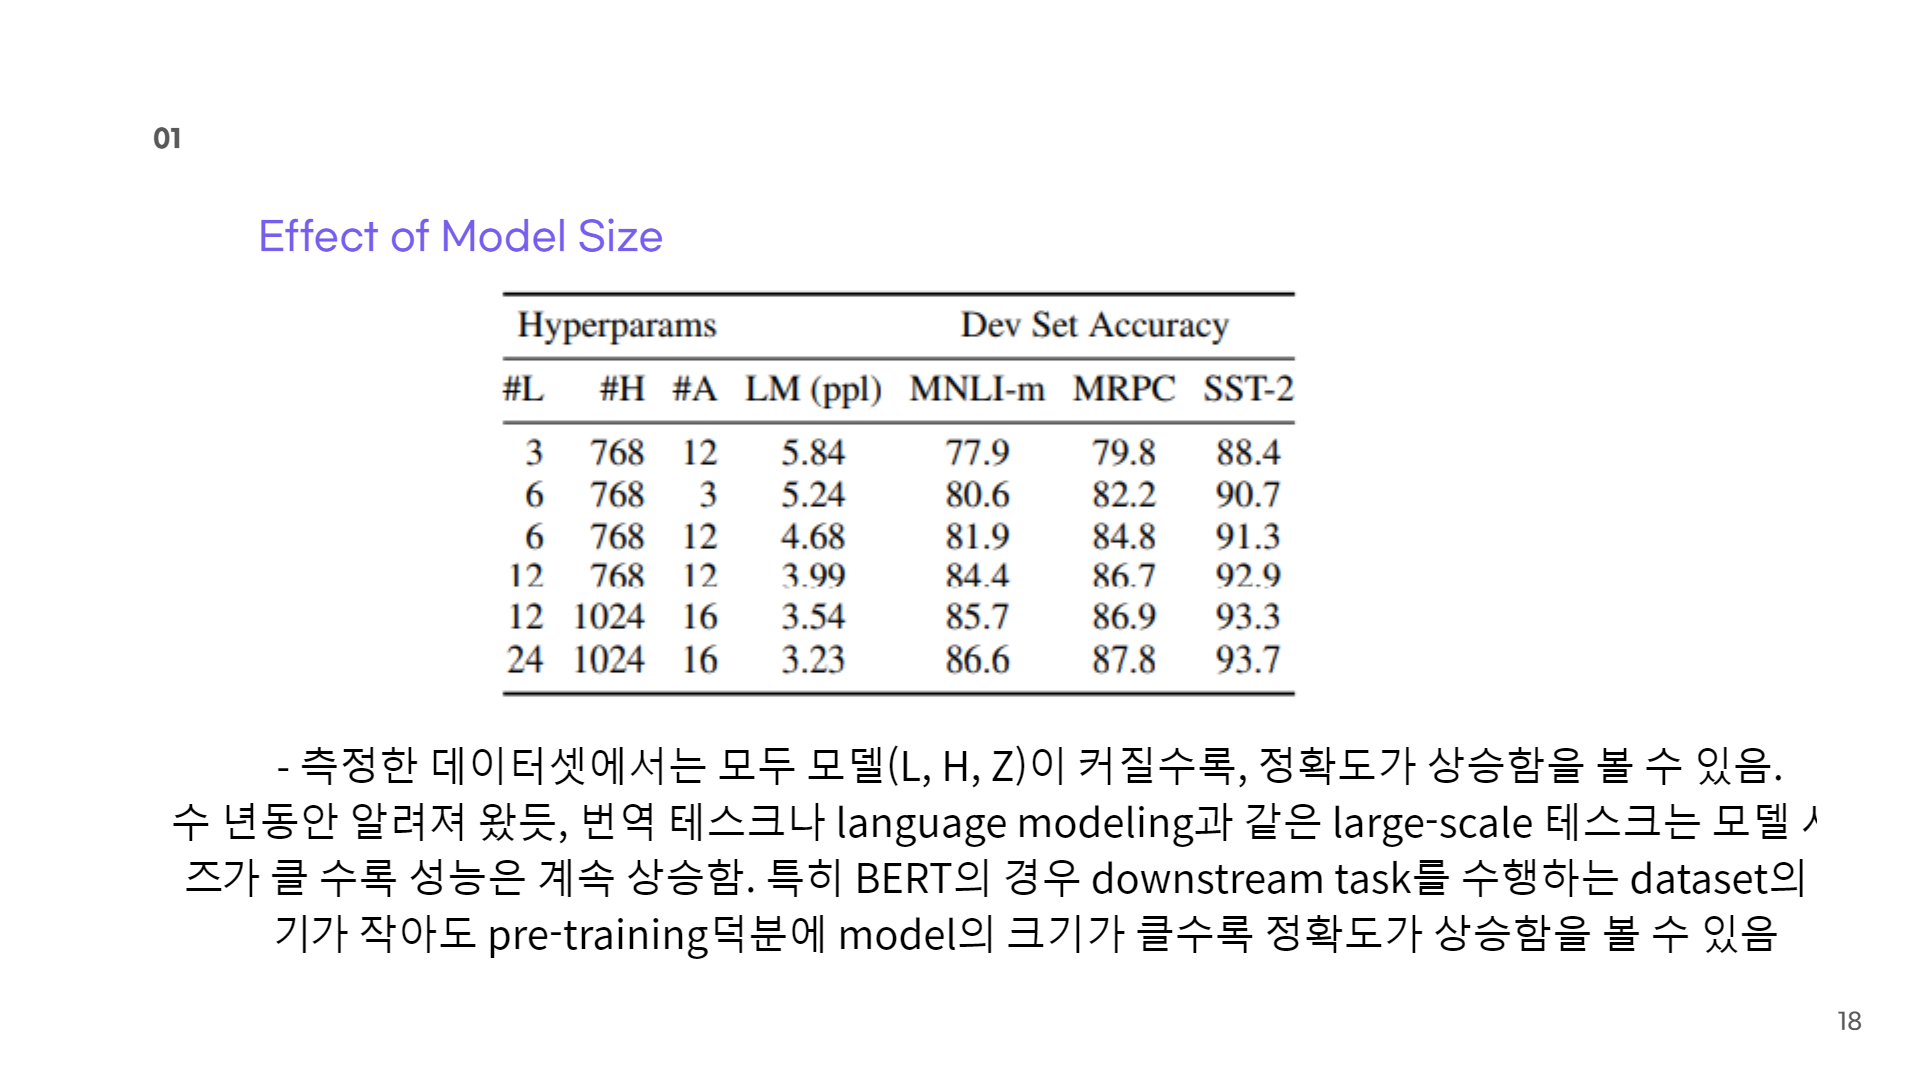 01
Effect of Model Size
Hyperparams Dev Set Accuracy
#L #H #A LM (ppl) MNLI-m MRPC SST-2
3 768 12 5.84 77.9 79.8 88.4
6 768 3 5.24 80.6 82.2 90.7
6 768 12 4.68 81.9 84.8 91.3
12 768 12 3.99 84.4 86.7 92.9
12 1024 16 3.54 85.7 86.9 93.3
24 1024 16 3.23 86.6 87.8 93.7
- 측정한 데이터셋에서는 모두 모델(L, H, Z)이 커질수록, 정확도가 상승함을 볼 수 있음.
수 년동안 알려져 왔듯, 번역 테스크나 language modeling과 같은 large-scale 테스크는 모델
즈가 클 수록 성능은 계속 상승함. 특히 BERT의 경우 downstream task를 수행하는 dataset의
기가 작아도 pre-training덕분에 model의 크기가 클수록 정확도가 상승함을 볼 수 있음
18